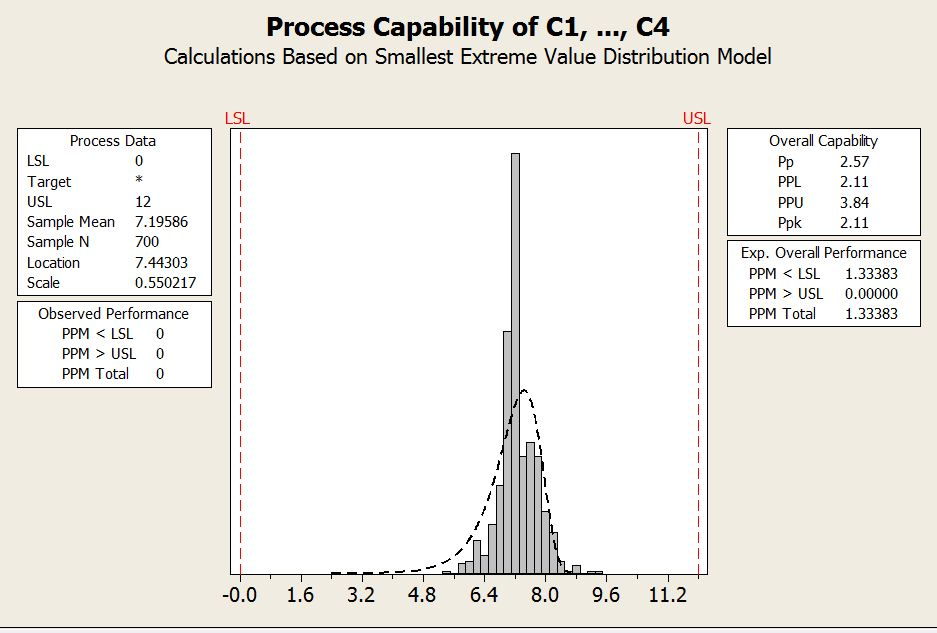 Process Capability of C1, ..., C4
Calculations Based on Smallest Extreme Value Distribution Model
LSL
USL
Process Data
LSL 0
Target *
USL 12
Sample Mean 7.19586
Sample N 700
Location 7.44303
Scale 0.550217
Observed Performance
PPM < LSL 0
PPM > USL 0
PPM Total 0
Overall Capability
Pp 2.57
PPL 2.11
PPU 3.84
Ppk 2.11
Exp. Overall Performance
PPM < LSL 1.33383
PPM > USL 0.00000
PPM Total 1.33383
-0.0 1.6 3.2 4.8 6.4 8.0 9.6 11.2